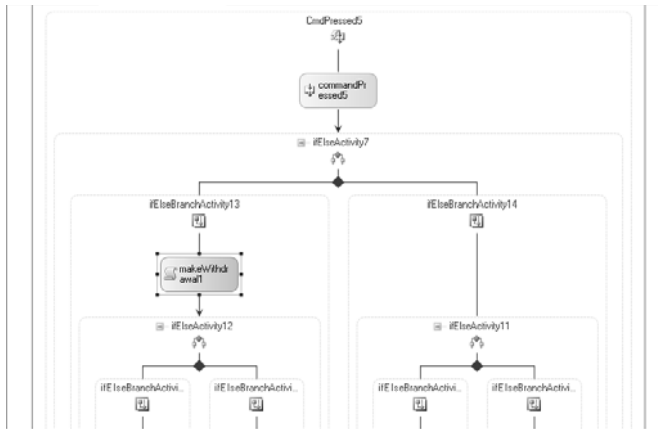 CmdPressed5
commandPr
essed5
ifElseActivity7
ifElseBranchActivity13
ifElseBranchActivity14
makeWithdr
awal1
ifElseActivity12
ifElseActivity11
ifElseBranchActivi...
ifElseBranchActivi...
ifElseBranchActivi...
ifElseBranchActivi...